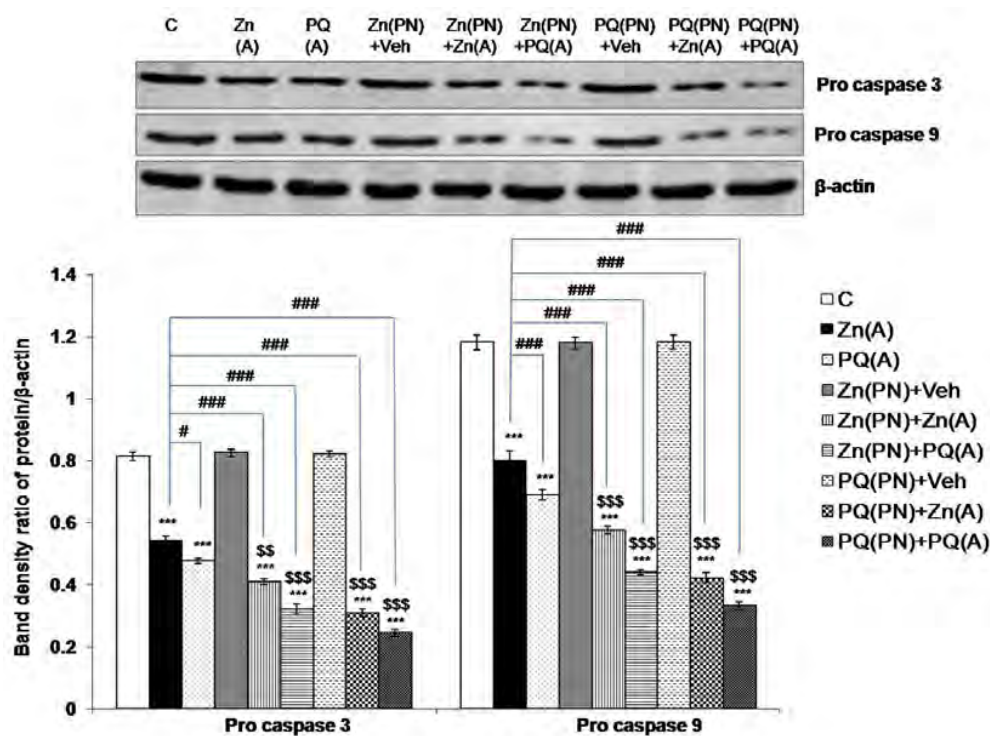 C Zn PQ Zn(PN) Zn(PN) Zn(PN) PQ(PN) PQ(PN) PQ(PN)
(A) (A) +Veh +Zn(A) +PQ(A) +Veh +Zn(A) +PQ(A)
Pro caspase 3
Pro caspase 9
β-actin
###
###
###
###
###
###
###
###
###
#
1.4
1.2
1
0.8
0.6
0.4
0.2
0
Band density ratio of protein/β-actin
***
***
$$
***
$$$
***
$$$
***
$$$
***
***
***
$$$
***
$$$
***
$$$
***
$$$
***
Pro caspase 3 Pro caspase 9
C
Zn(A)
PQ(A)
Zn(PN)+Veh
Zn(PN)+Zn(A)
Zn(PN)+PQ(A)
PQ(PN)+Veh
PQ(PN)+Zn(A)
PQ(PN)+PQ(A)